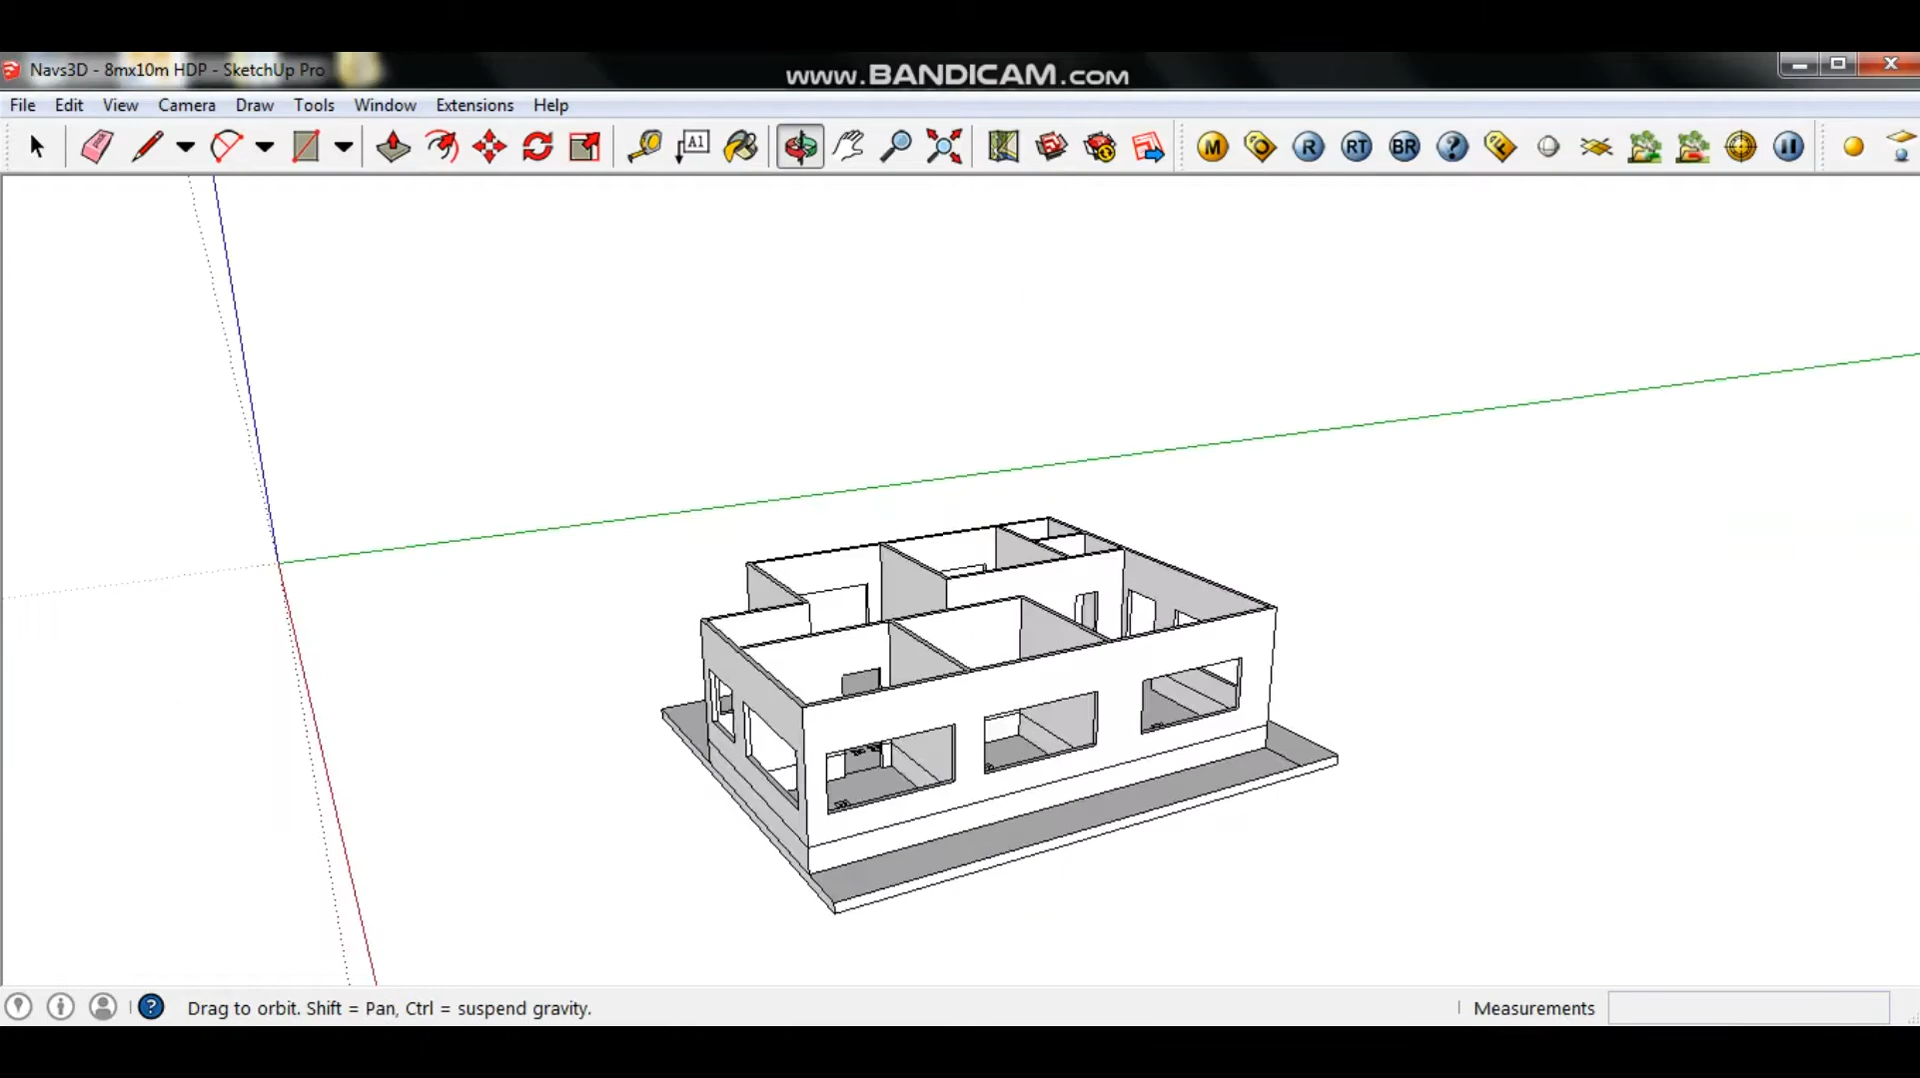 Navs3D - 8mx10m HDP - SketchUp Pro
www.BANDICAM.com
File Edit View Camera Draw Tools Window Extensions Help
A1 M R RT BR ?
? Drag to orbit. Shift = Pan, Ctrl = suspend gravity.
Measurements